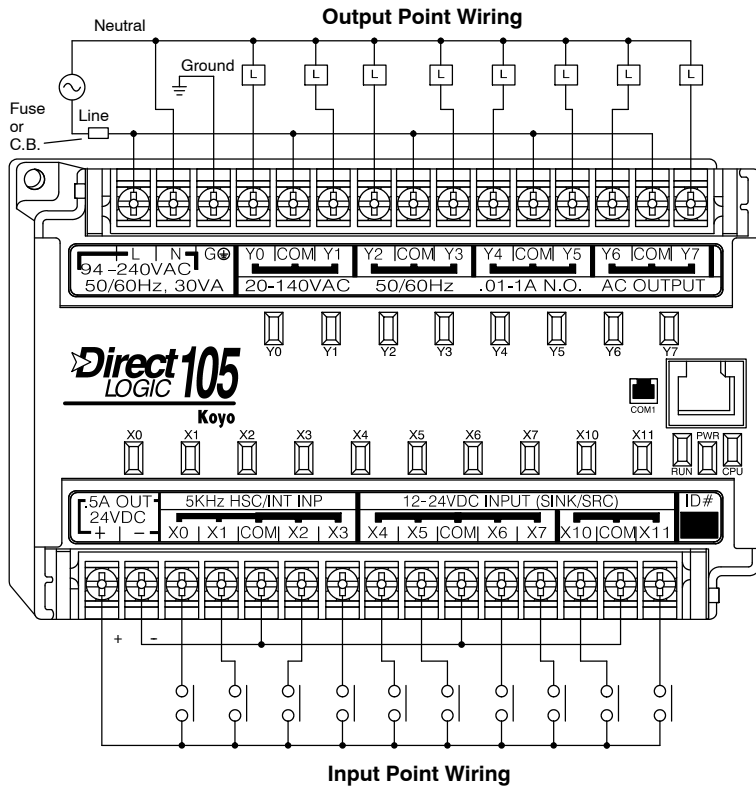 Output Point Wiring
Neutral
Ground
L L L L L L L L
Fuse
or
C.B.
Line
L N G
94-240VAC
50/60Hz, 30VA
Y0 COM Y1 Y2 COM Y3 Y4 COM Y5 Y6 COM Y7
20-140VAC 50/60Hz .01-1A N.O. AC OUTPUT
Y0 Y1 Y2 Y3 Y4 Y5 Y6 Y7
Direct
LOGIC 105
Koyo
COM1
X0 X1 X2 X3 X4 X5 X6 X7 X10 X11
PWR
RUN CPU
.5A OUT
24VDC
+ –
5KHz HSC/INT INP
12-24VDC INPUT (SINK/SRC)
ID#
X0 X1 COM X2 X3 X4 X5 COM X6 X7 X10 COM X11
+ –
Input Point Wiring